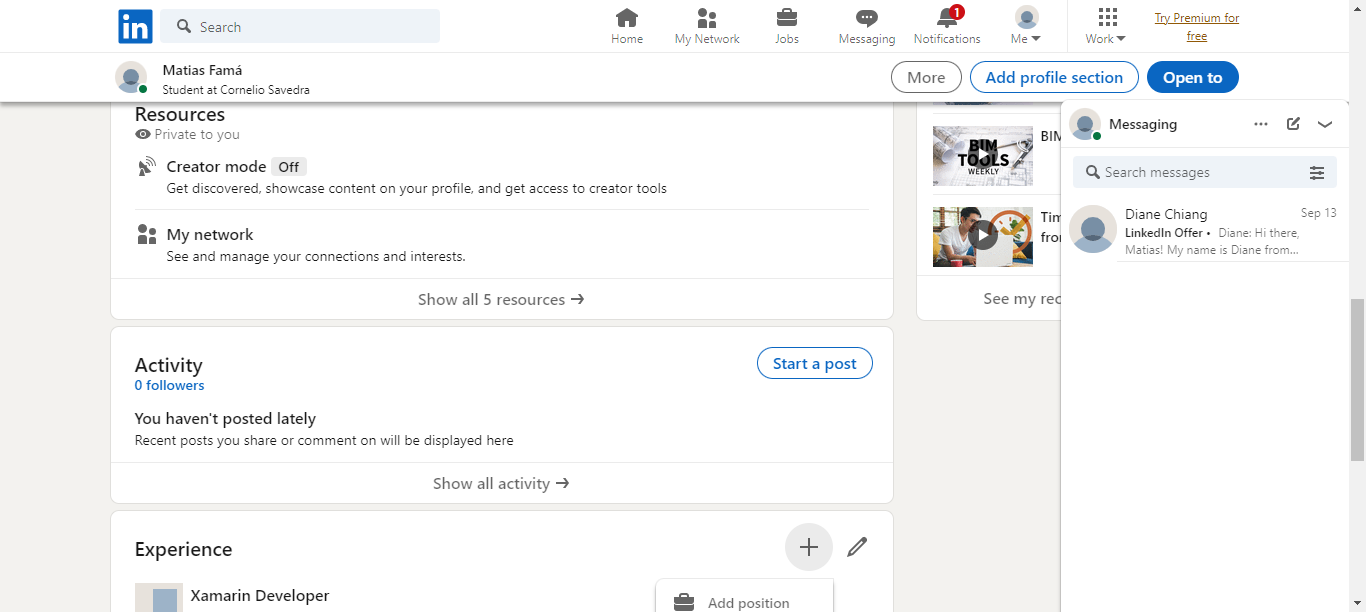 in
Search
Home
My Network
Jobs
Messaging
1
Notifications
Me
Work
Try Premium for
free
Matias Famá
Student at Cornelio Savedra
More
Add profile section
Open to
Resources
Private to you
Creator mode Off
Get discovered, showcase content on your profile, and get access to creator tools
My network
See and manage your connections and interests.
Show all 5 resources →
Activity
0 followers
Start a post
You haven't posted lately
Recent posts you share or comment on will be displayed here
Show all activity →
Experience
Xamarin Developer
Add position
BIM
TOOLS
WEEKLY
BIM
Tim
fro
See my rec
Messaging
Search messages
Diane Chiang
Sep 13
LinkedIn Offer • Diane: Hi there,
Matias! My name is Diane from...